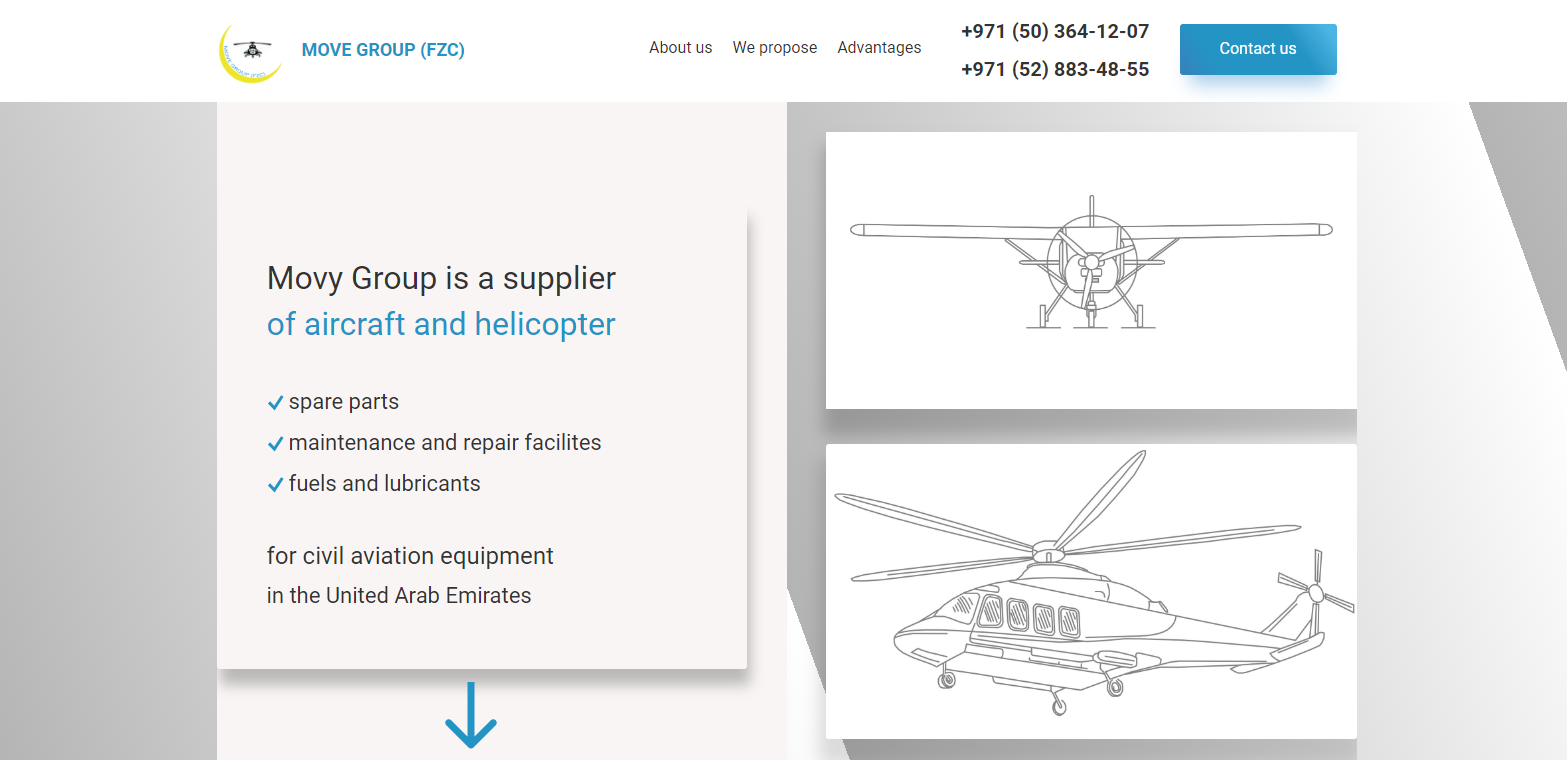 MOVE GROUP (FZC)
MOVE GROUP (FZC)
About us
We propose
Advantages
+971 (50) 364-12-07
+971 (52) 883-48-55
Contact us
Movy Group is a supplier
of aircraft and helicopter
spare parts
maintenance and repair facilites
fuels and lubricants
for civil aviation equipment
in the United Arab Emirates